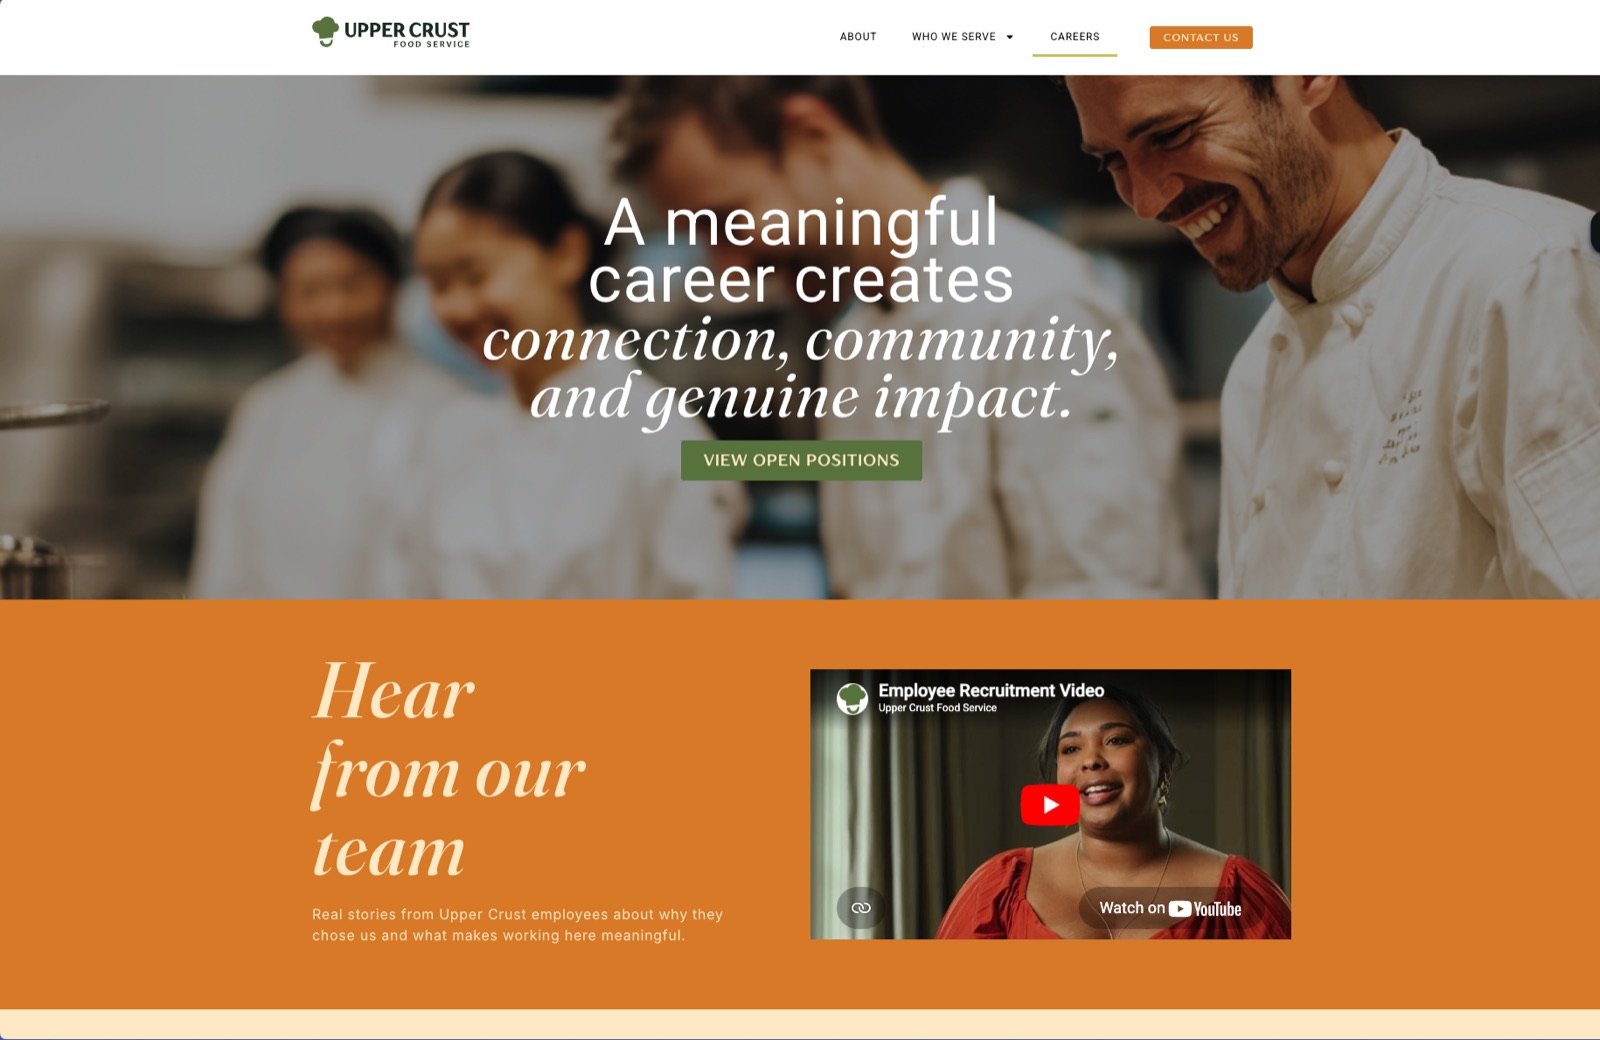 UPPER CRUST
FOOD SERVICE
ABOUT
WHO WE SERVE
CAREERS
CONTACT US
A meaningful
career creates
connection, community,
and genuine impact.
VIEW OPEN POSITIONS
Hear
from our
team
Real stories from Upper Crust employees about why they
chose us and what makes working here meaningful.
Employee Recruitment Video
Upper Crust Food Service
Watch on YouTube